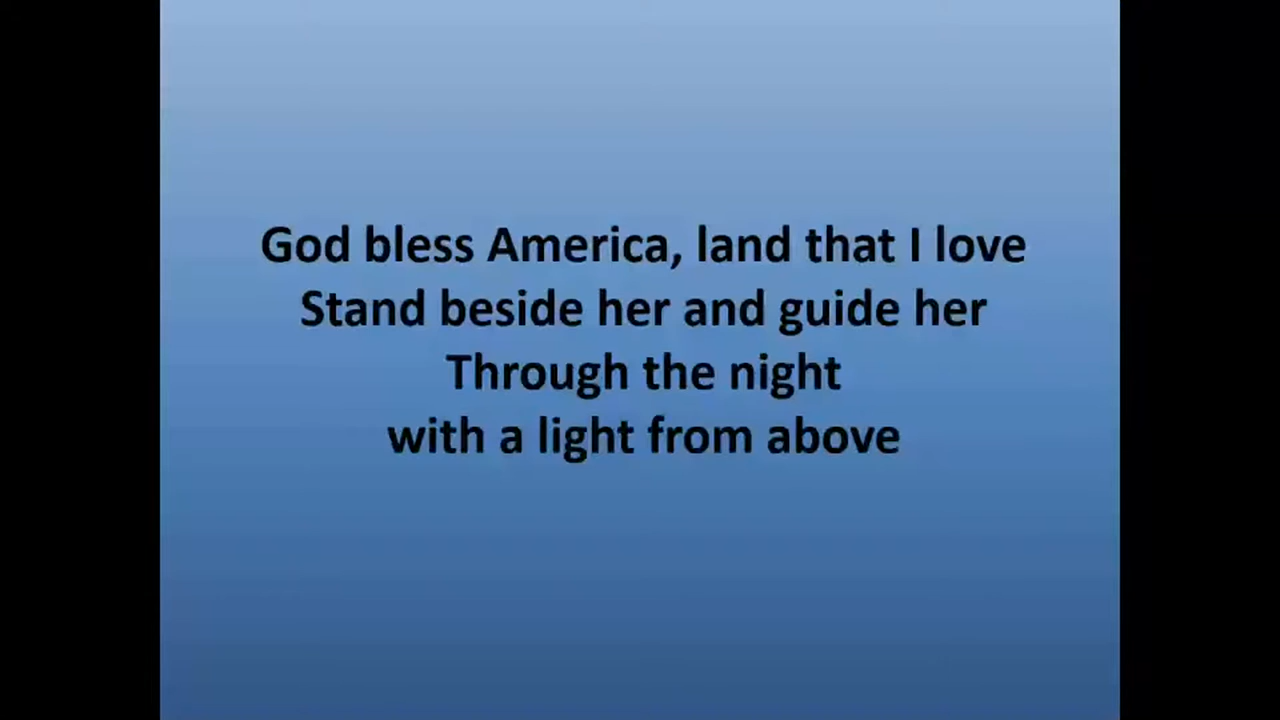 God bless America, land that I love
Stand beside her and guide her
Through the night
with a light from above